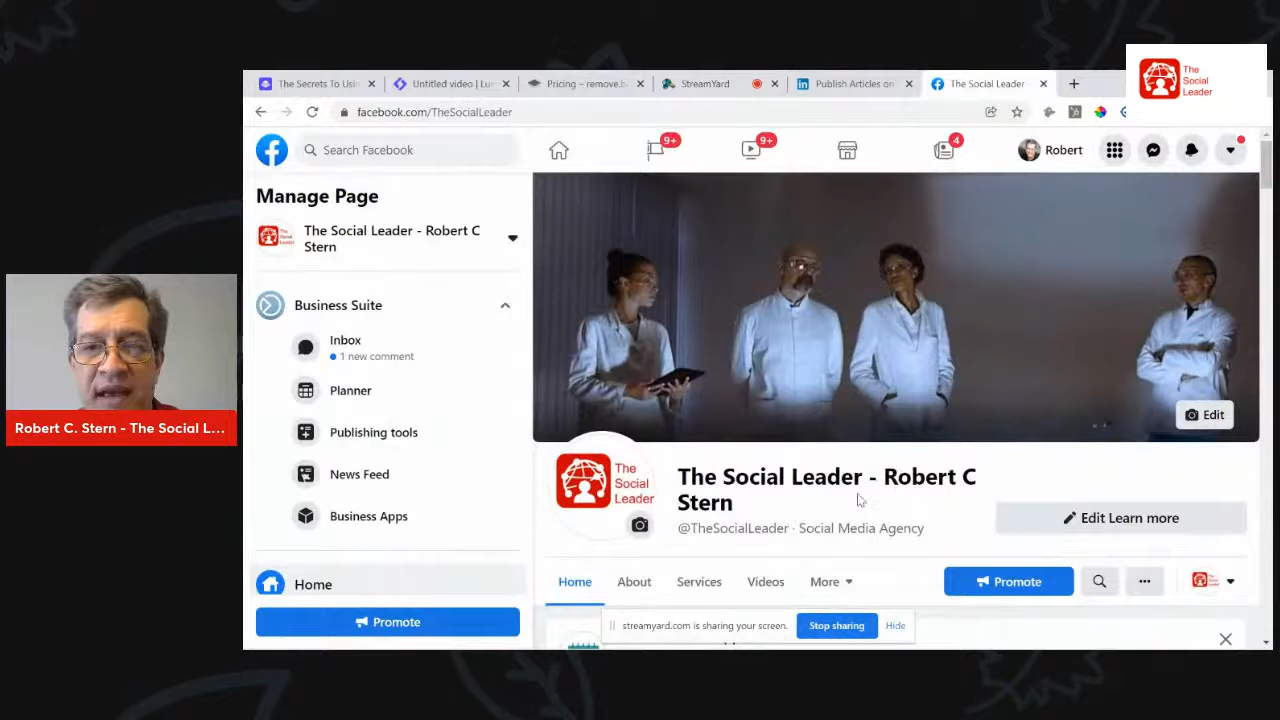 The Secrets To Usin
Untitled video | Lum
Pricing – remove.b
StreamYard
Publish Articles on
The Social Leader
The
Social
Leader
facebook.com/TheSocialLeader
Search Facebook
9+
9+
4
Robert
Manage Page
The Social Leader - Robert C
Stern
Business Suite
Inbox
1 new comment
Planner
Publishing tools
News Feed
Business Apps
Home
Promote
Edit
The
Social
Leader
The Social Leader - Robert C
Stern
@TheSocialLeader · Social Media Agency
Edit Learn more
Home
About
Services
Videos
More
Promote
streamyard.com is sharing your screen.
Stop sharing
Hide
Robert C. Stern - The Social L...